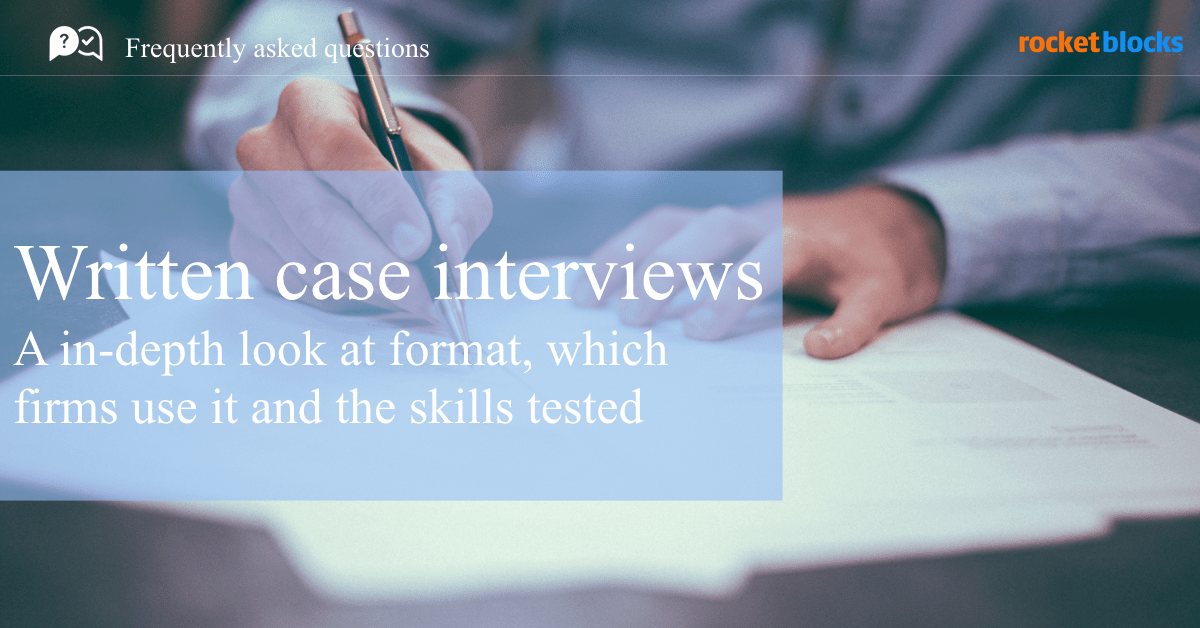 Frequently asked questions
rocketblocks
Written case interviews
A in-depth look at format, which
firms use it and the skills tested